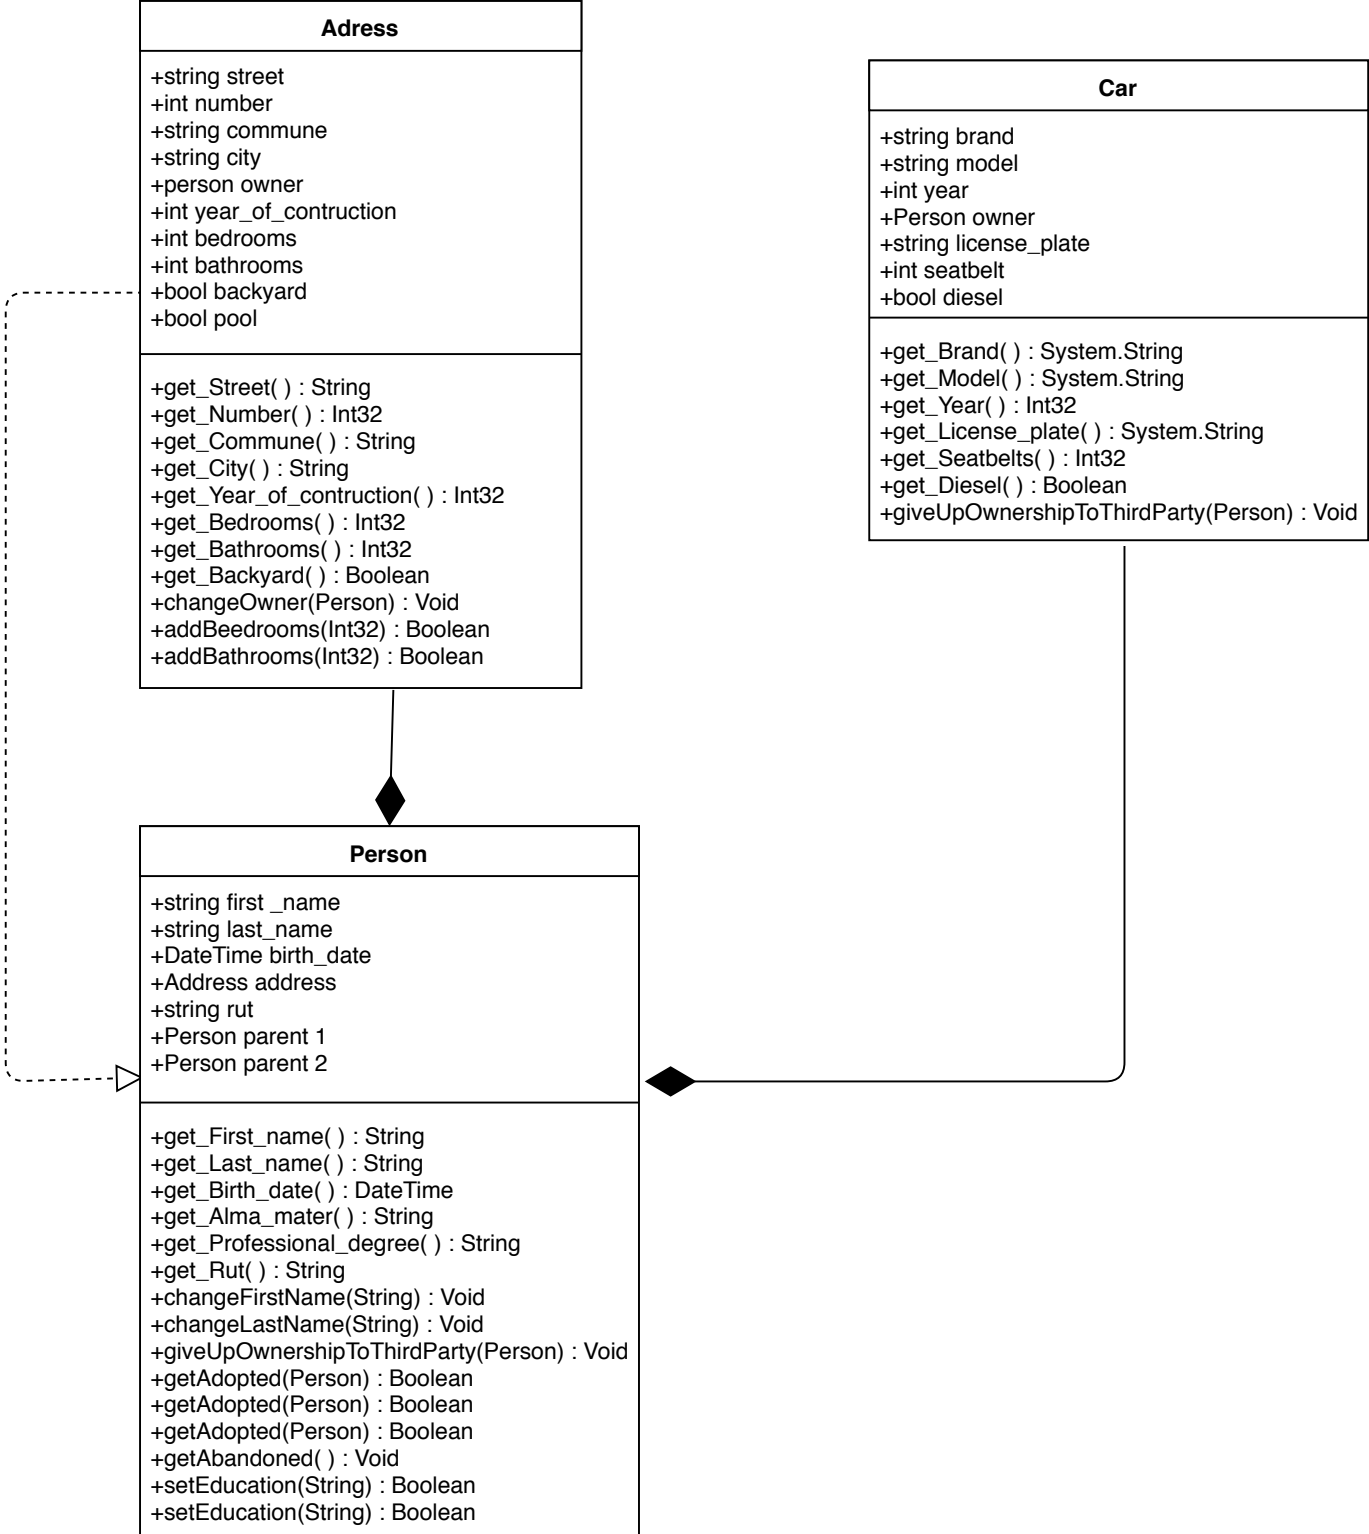 Adress
+string street
+int number
+string commune
+string city
+person owner
+int year_of_contruction
+int bedrooms
+int bathrooms
+bool backyard
+bool pool
+get_Street( ) : String
+get_Number( ) : Int32
+get_Commune( ) : String
+get_City( ) : String
+get_Year_of_contruction( ) : Int32
+get_Bedrooms( ) : Int32
+get_Bathrooms( ) : Int32
+get_Backyard( ) : Boolean
+changeOwner(Person) : Void
+addBeedrooms(Int32) : Boolean
+addBathrooms(Int32) : Boolean
Car
+string brand
+string model
+int year
+Person owner
+string license_plate
+int seatbelt
+bool diesel
+get_Brand( ) : System.String
+get_Model( ) : System.String
+get_Year( ) : Int32
+get_License_plate( ) : System.String
+get_Seatbelts( ) : Int32
+get_Diesel( ) : Boolean
+giveUpOwnershipToThirdParty(Person) : Void
Person
+string first _name
+string last_name
+DateTime birth_date
+Address address
+string rut
+Person parent 1
+Person parent 2
+get_First_name( ) : String
+get_Last_name( ) : String
+get_Birth_date( ) : DateTime
+get_Alma_mater( ) : String
+get_Professional_degree( ) : String
+get_Rut( ) : String
+changeFirstName(String) : Void
+changeLastName(String) : Void
+giveUpOwnershipToThirdParty(Person) : Void
+getAdopted(Person) : Boolean
+getAdopted(Person) : Boolean
+getAdopted(Person) : Boolean
+getAbandoned( ) : Void
+setEducation(String) : Boolean
+setEducation(String) : Boolean